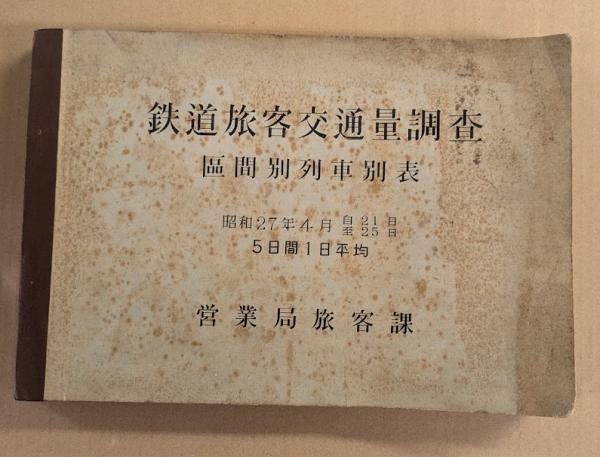 鉄道旅客交通量調査
區間別列車別表
昭和27年4月 自21日
至25日
5日間1日平均
営業局旅客課